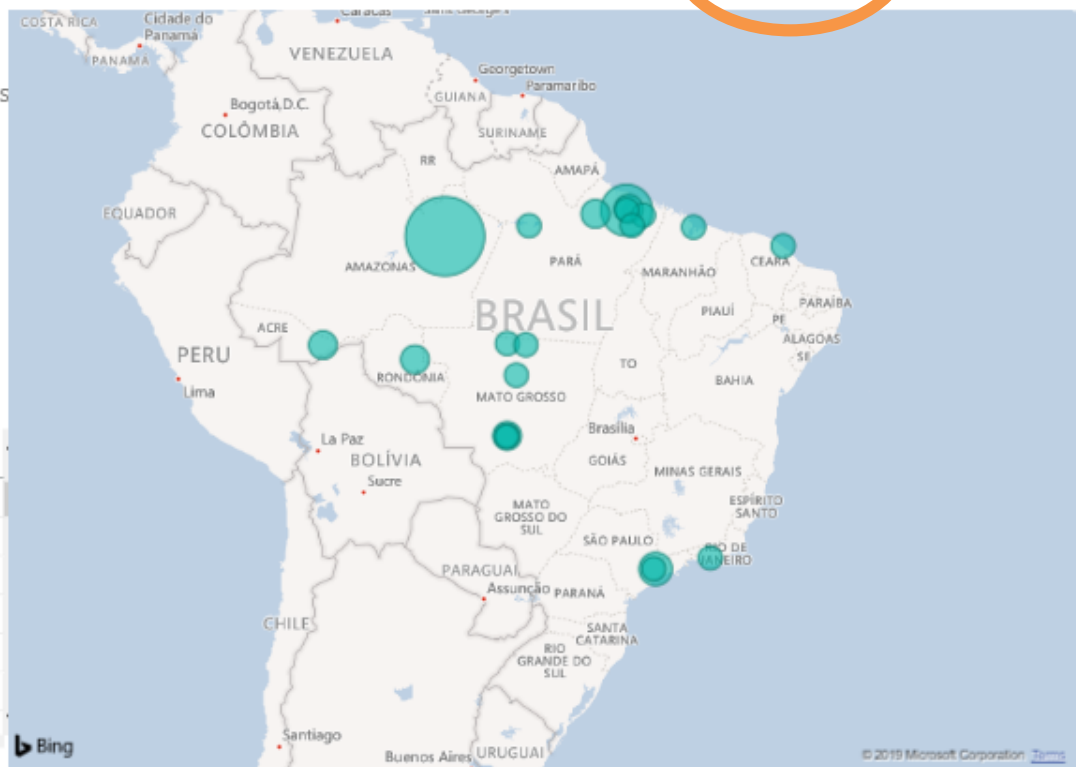 COSTA RICA
Cidade do
Panamá
PANAMÁ
Caracas
VENEZUELA
Georgetown
Paramaribo
GUIANA
SURINAME
Bogotá,D.C.
COLÔMBIA
RR
AMAPÁ
EQUADOR
AMAZONAS
PARÁ
MARANHÃO
CEARÁ
BRASIL
PIAUÍ
PARAÍBA
PE
ALAGOAS
SE
ACRE
PERU
Lima
RONDÔNIA
TO
BAHIA
MATO GROSSO
La Paz
BOLÍVIA
Sucre
Brasília
GOIÁS
MINAS GERAIS
ESPÍRITO
SANTO
MATO
GROSSO DO
SUL
SÃO PAULO
RIO DE
JANEIRO
PARAGUAI
Assunção
PARANÁ
CHILE
SANTA
CATARINA
RIO
GRANDE DO
SUL
Santiago
Buenos Aires
URUGUAI
Bing
© 2019 Microsoft Corporation Terms